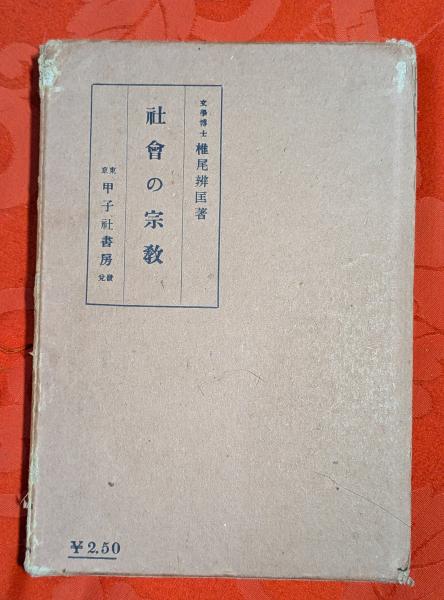 文學博士 椎尾辨匡著
社會の宗教
東京 甲子社書房 發兌
¥2.50